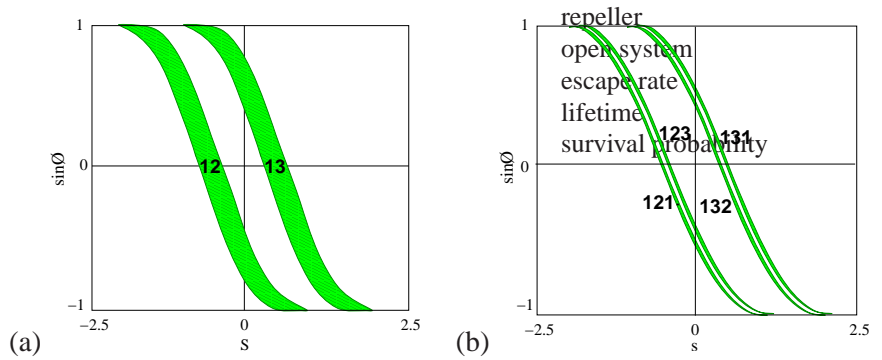 1
12
13
0
sinØ
−1
−2.5
0
2.5
s
(a)
repeller
open system
escape rate
lifetime
survival probability
1
123
131
0
sinØ
121
132
−1
−2.5
0
2.5
s
(b)